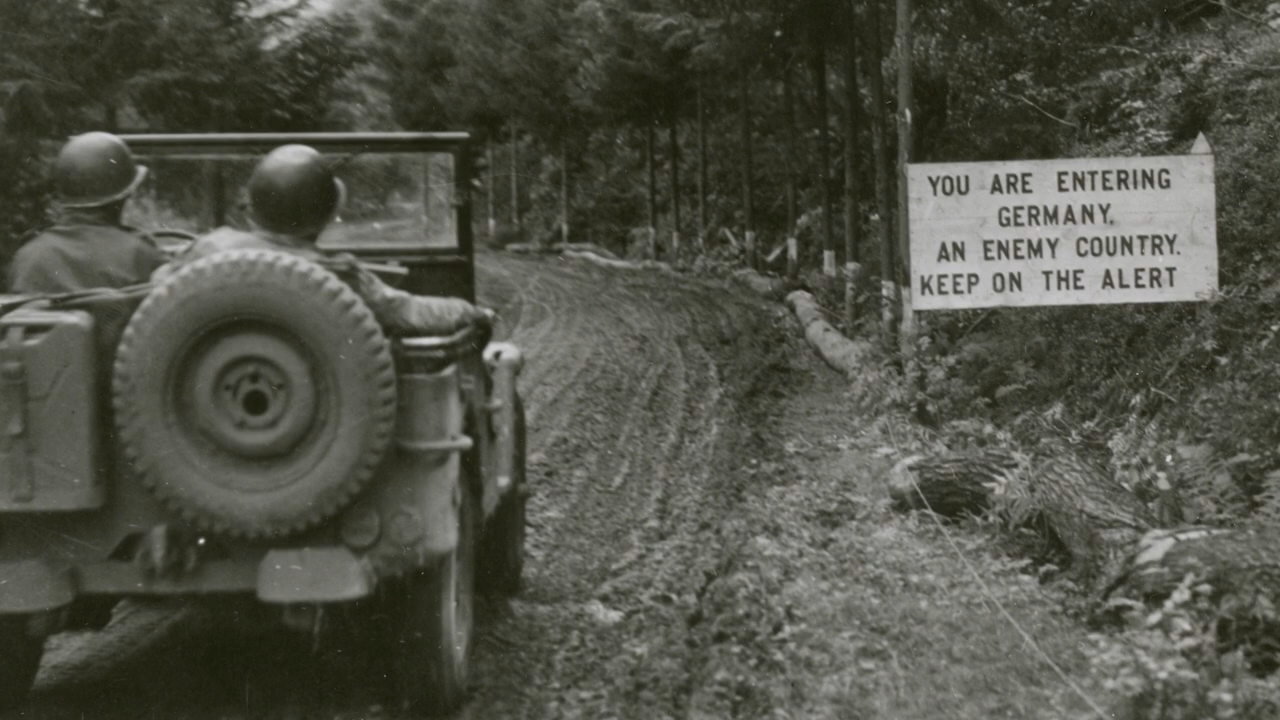 YOU ARE ENTERING
GERMANY.
AN ENEMY COUNTRY.
KEEP ON THE ALERT